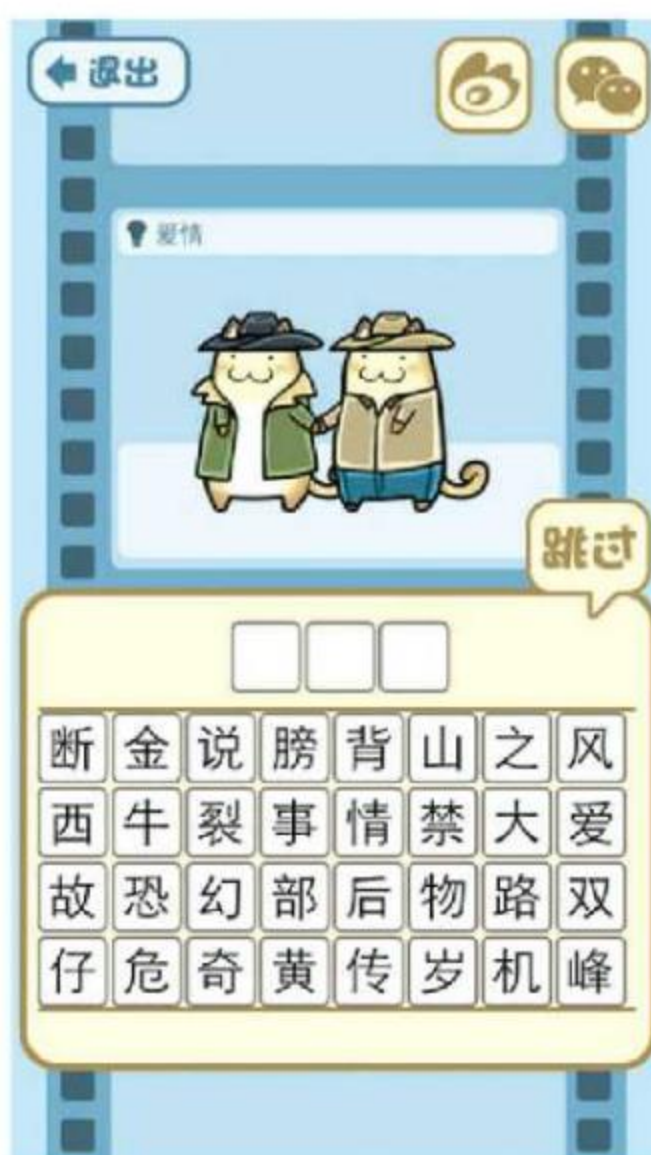 退出
爱情
跳过
断金说膀背山之风
西牛裂事情禁大爱
故恐幻部后物路双
仔危奇黄传岁机峰